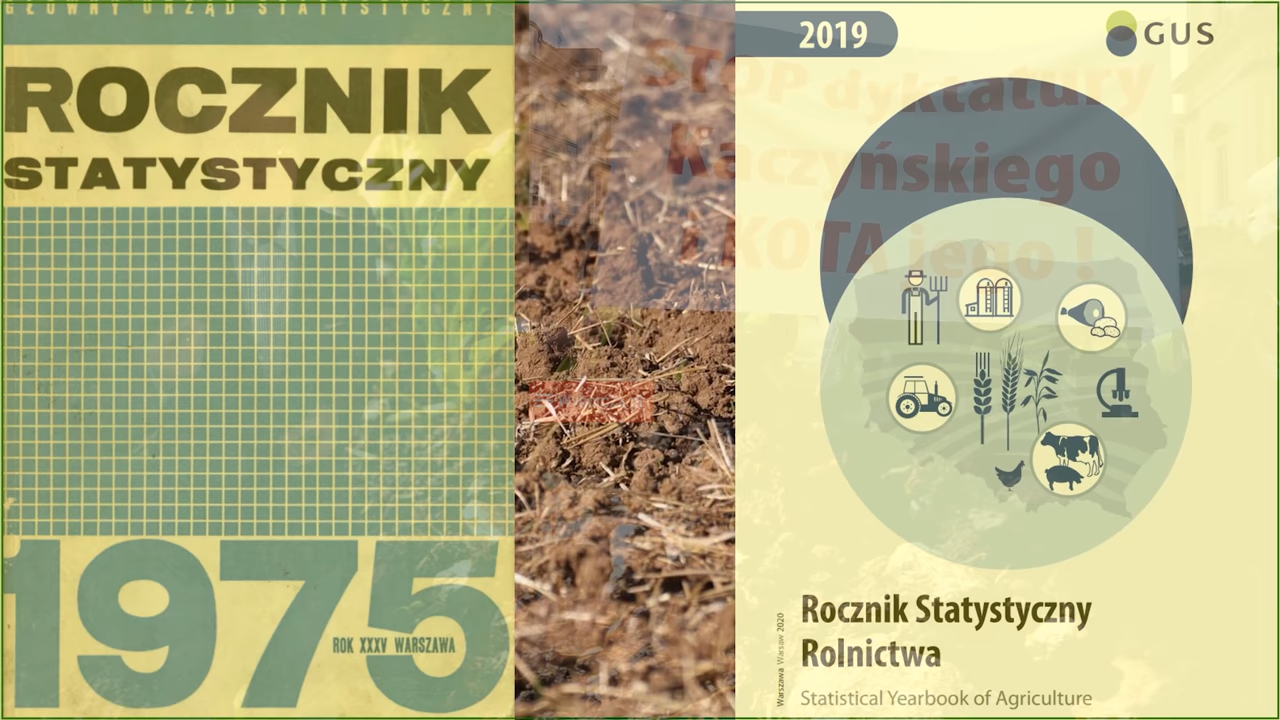 GŁÓWNY URZĄD STATYSTYCZNY
ROCZNIK
STATYSTYCZNY
1975
ROK XXXV WARSZAWA
2019
GUS
STOP dyktatury
Kaczyńskiego
i KOTA jego !
Warszawa Warsaw 2020
Rocznik Statystyczny
Rolnictwa
Statistical Yearbook of Agriculture